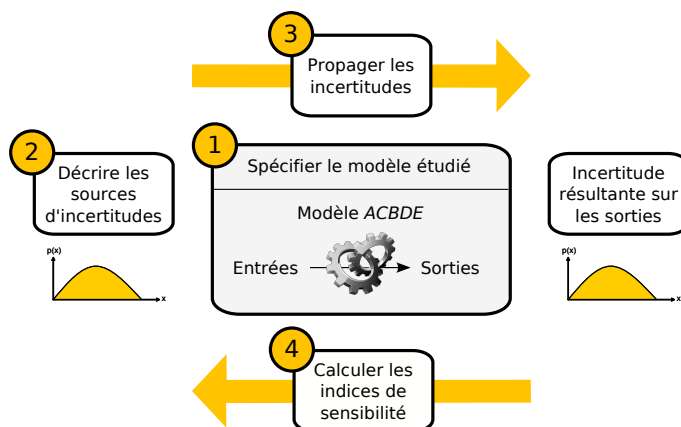 3
Propager les
incertitudes
1
Spécifier le modèle étudié
Modèle ACBDE
Entrées
Sorties
2
Décrire les
sources
d'incertitudes
p(x)
x
Incertitude
résultante sur
les sorties
p(x)
x
4
Calculer les
indices de
sensibilité